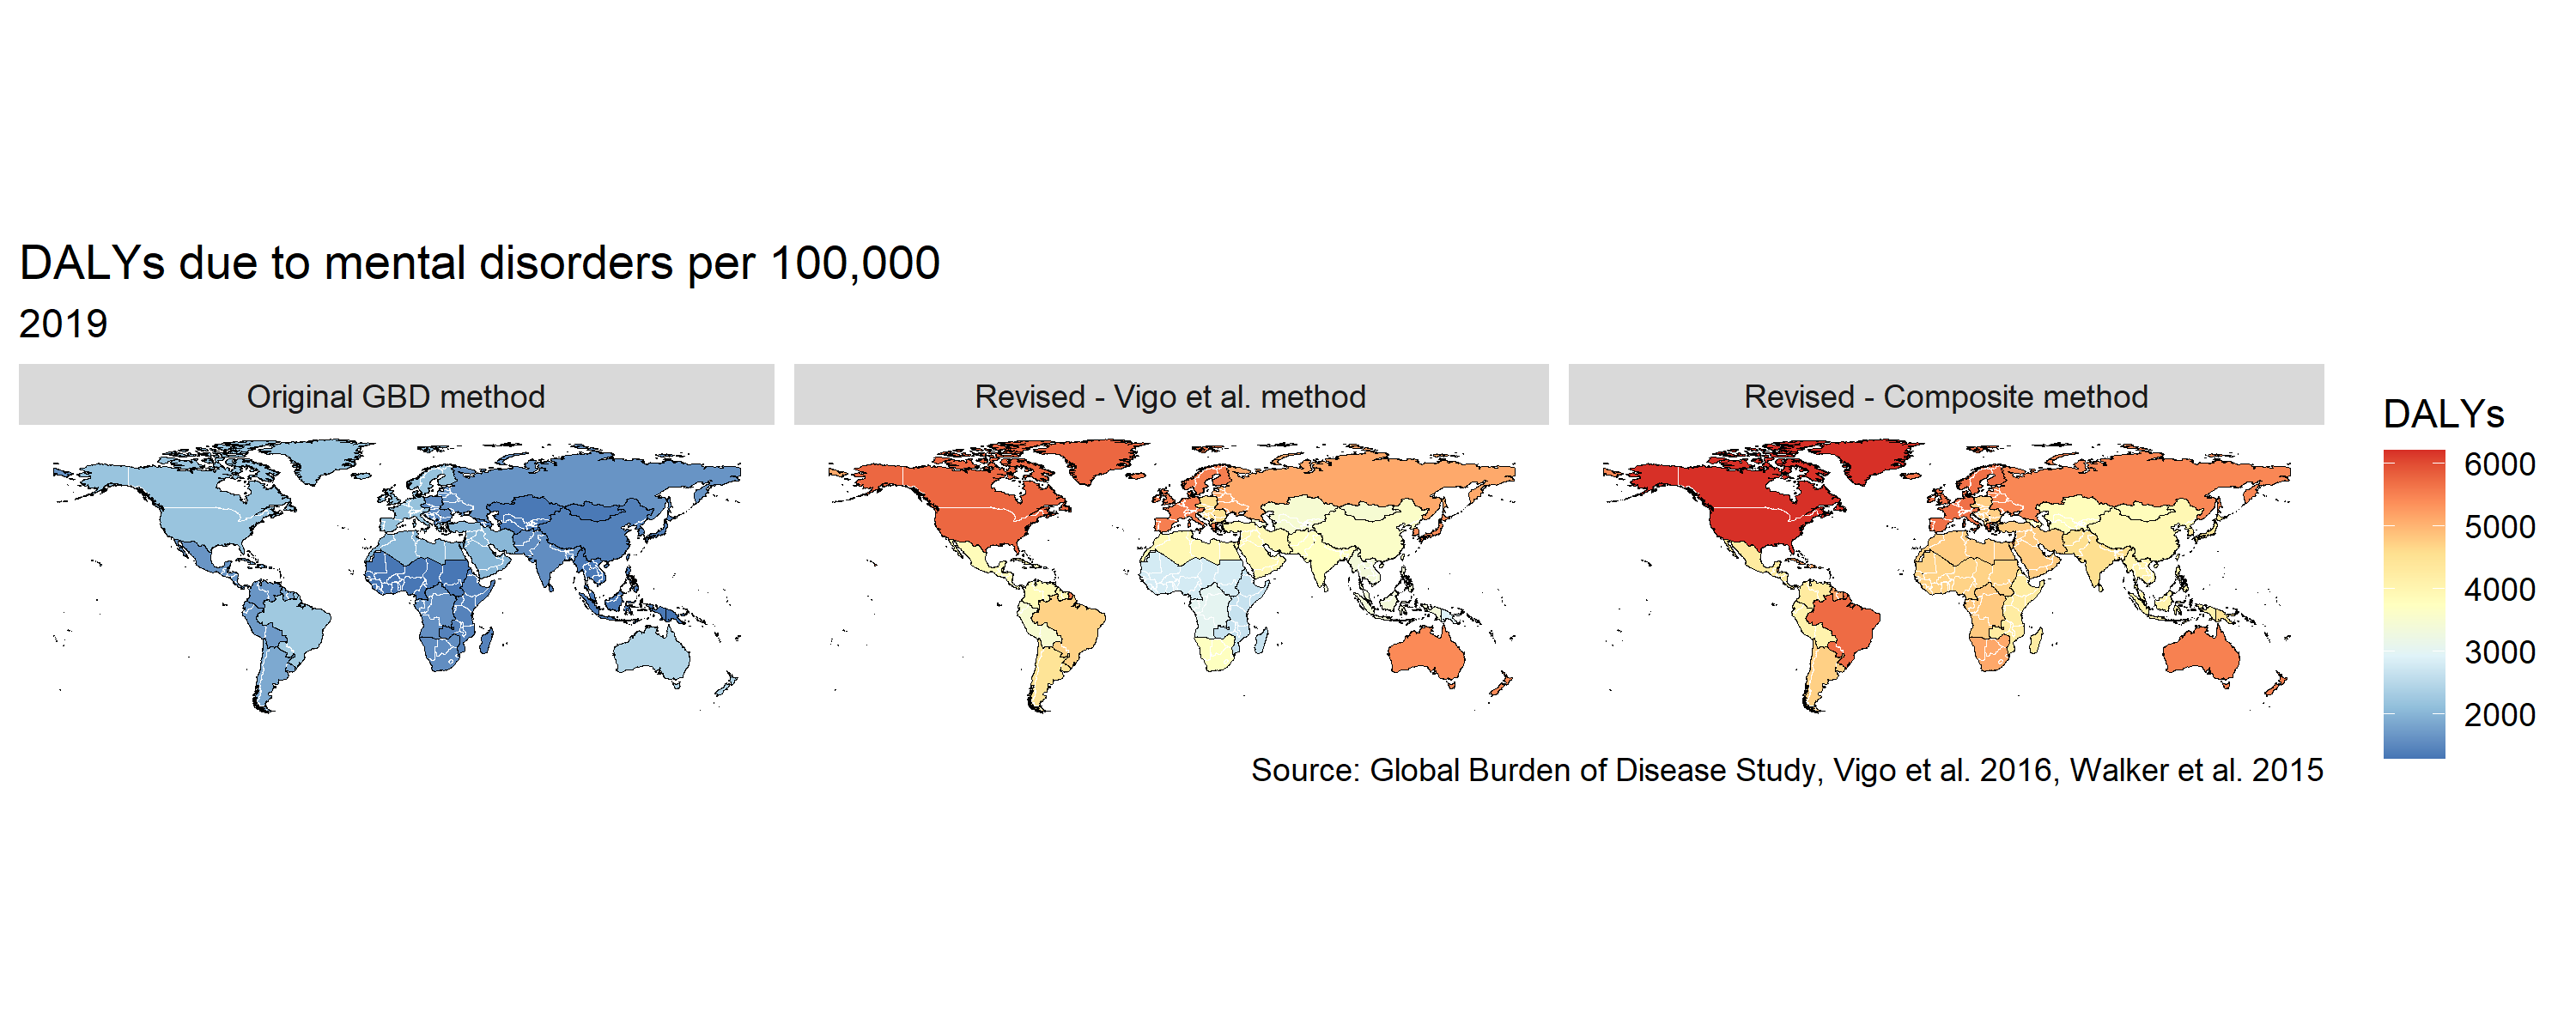 DALYs due to mental disorders per 100,000
2019
Original GBD method
Revised - Vigo et al. method
Revised - Composite method
DALYs
6000
5000
4000
3000
2000
Source: Global Burden of Disease Study, Vigo et al. 2016, Walker et al. 2015